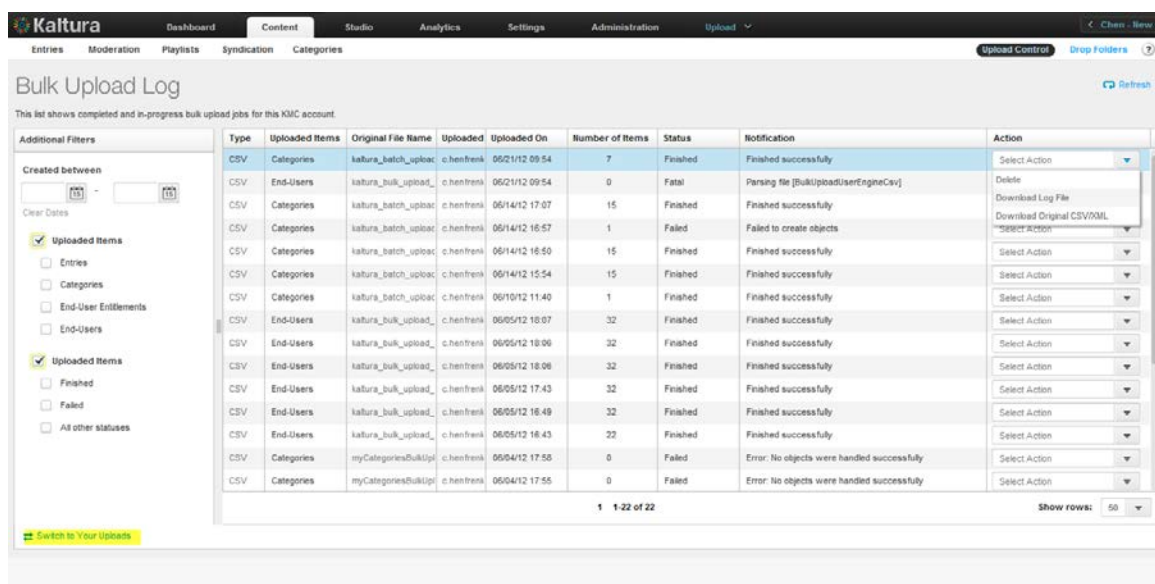 Kaltura Dashboard Content Studio Analytics Settings Administration Upload < Chen - New
Entries Moderation Playlists Syndication Categories Upload Control Drop Folders ?
Bulk Upload Log
Refresh
This list shows completed and in-progress bulk upload jobs for this KMC account.
Additional Filters
Created between
15 - 15
Clear Dates
Uploaded Items
Entries
Categories
End-User Entitlements
End-Users
Uploaded Items
Finished
Failed
All other statuses
Type Uploaded Items Original File Name Uploaded Uploaded On Number of Items Status Notification Action
CSV Categories kaltura_batch_upload c.henfrenk 06/21/12 09:54 7 Finished Finished successfully Select Action
Delete
Download Log File
Download Original CSV/XML
CSV End-Users kaltura_bulk_upload_ c.henfrenk 06/21/12 09:54 0 Fatal Parsing file [BulkUploadUserEngineCsv]
CSV Categories kaltura_batch_upload c.henfrenk 06/14/12 17:07 15 Finished Finished successfully
CSV Categories kaltura_batch_upload c.henfrenk 06/14/12 16:57 1 Failed Failed to create objects Select Action
CSV Categories kaltura_batch_upload c.henfrenk 06/14/12 16:50 15 Finished Finished successfully Select Action
CSV Categories kaltura_batch_upload c.henfrenk 06/14/12 15:54 15 Finished Finished successfully Select Action
CSV Categories kaltura_batch_upload c.henfrenk 06/10/12 11:40 1 Finished Finished successfully Select Action
CSV End-Users kaltura_bulk_upload_ c.henfrenk 06/05/12 18:07 32 Finished Finished successfully Select Action
CSV End-Users kaltura_bulk_upload_ c.henfrenk 06/05/12 18:06 32 Finished Finished successfully Select Action
CSV End-Users kaltura_bulk_upload_ c.henfrenk 06/05/12 18:06 32 Finished Finished successfully Select Action
CSV End-Users kaltura_bulk_upload_ c.henfrenk 06/05/12 17:43 32 Finished Finished successfully Select Action
CSV End-Users kaltura_bulk_upload_ c.henfrenk 06/05/12 16:49 32 Finished Finished successfully Select Action
CSV End-Users kaltura_bulk_upload_ c.henfrenk 06/05/12 16:43 22 Finished Finished successfully Select Action
CSV Categories myCategoriesBulkUpl c.henfrenk 06/04/12 17:58 0 Failed Error: No objects were handled successfully Select Action
CSV Categories myCategoriesBulkUpl c.henfrenk 06/04/12 17:55 0 Failed Error: No objects were handled successfully Select Action
1 1-22 of 22 Show rows: 50
Switch to Your Uploads